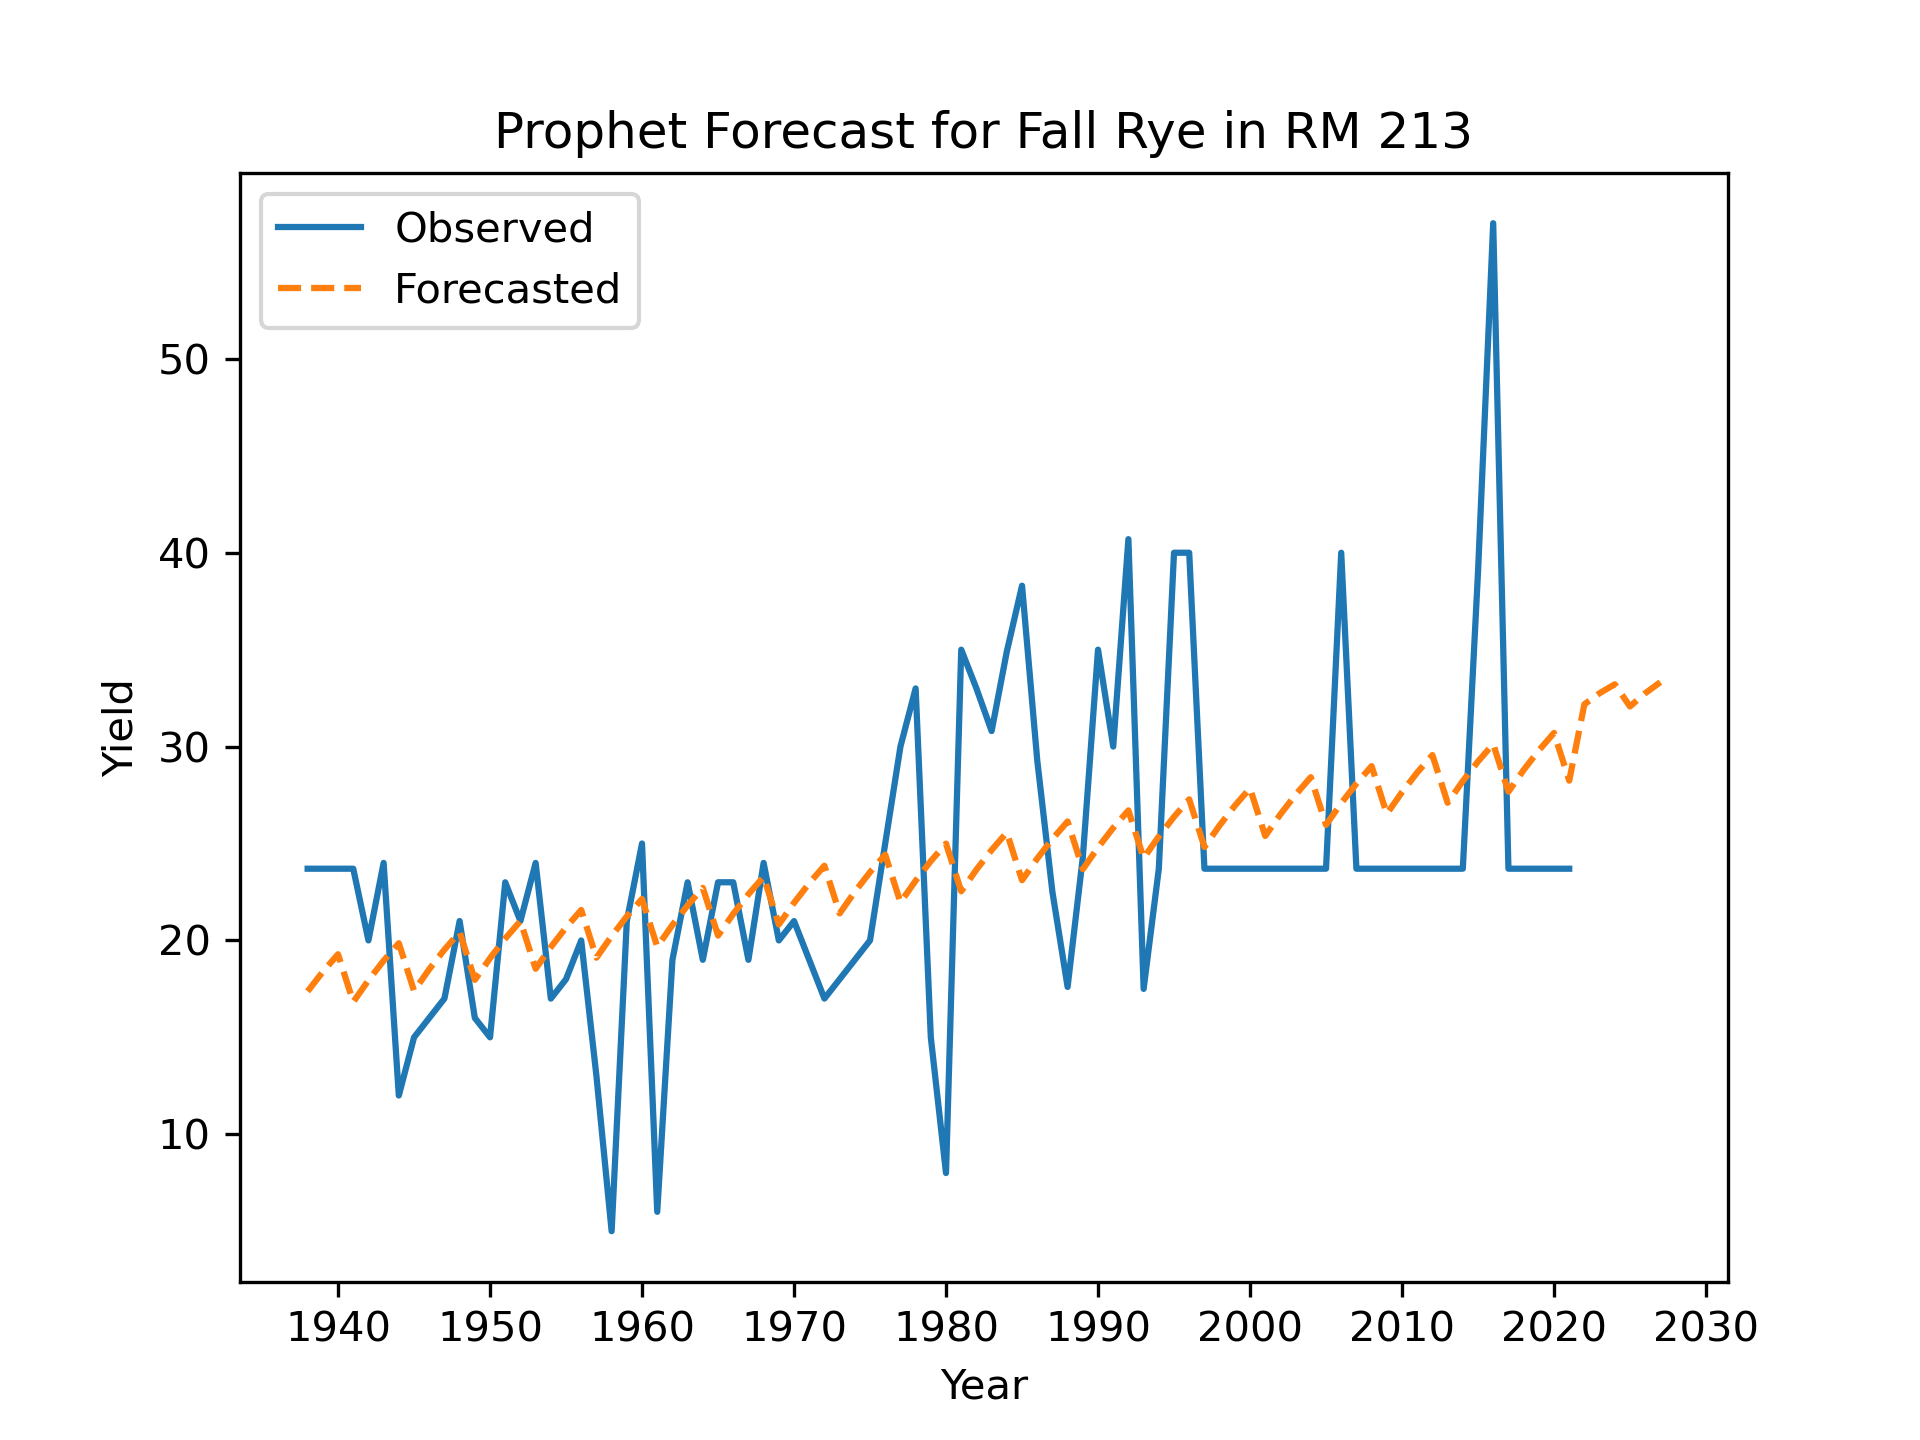 Prophet Forecast for Fall Rye in RM 213
Observed
Forecasted
50
40
30
20
10
Yield
1940 1950 1960 1970 1980 1990 2000 2010 2020 2030
Year